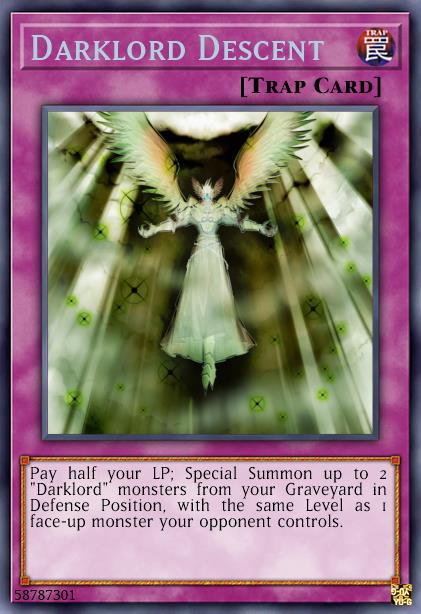 Darklord Descent
TRAP
罠
[Trap Card]
Pay half your LP; Special Summon up to 2
"Darklord" monsters from your Graveyard in
Defense Position, with the same Level as 1
face-up monster your opponent controls.
58787301